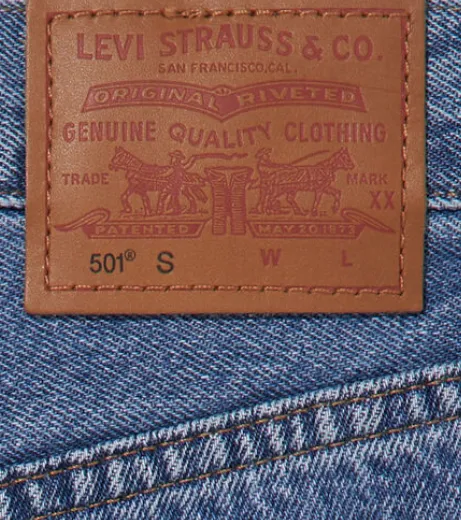 LEVI STRAUSS & CO.
SAN FRANCISCO, CAL.
ORIGINAL RIVETED
GENUINE QUALITY CLOTHING
TRADE MARK
XX
PATENTED MAY 20 1873
501® S W L